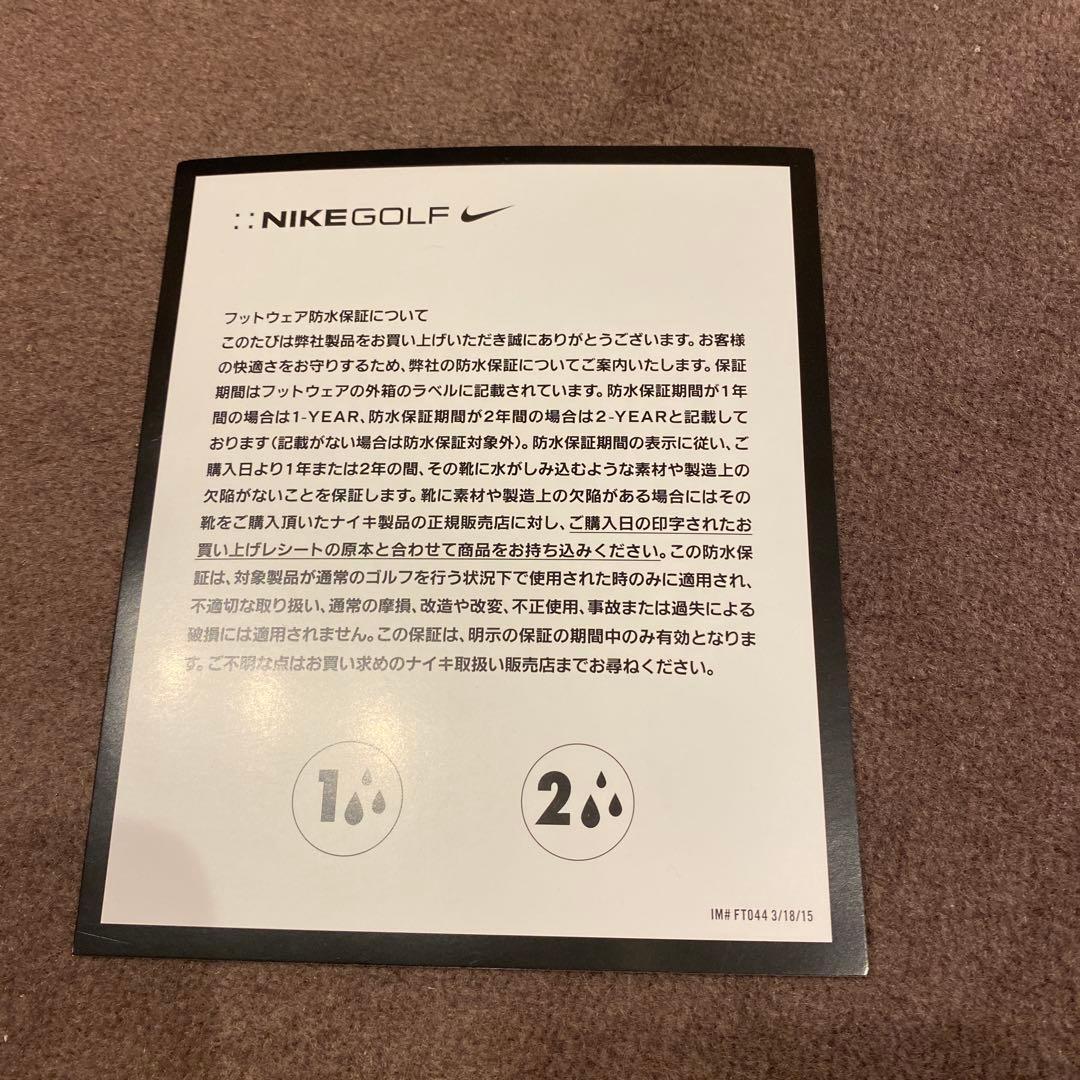 ::NIKEGOLF
フットウェア防水保証について
このたびは弊社製品をお買い上げいただき誠にありがとうございます。お客様
の快適さをお守りするため、弊社の防水保証についてご案内いたします。保証
期間はフットウェアの外箱のラベルに記載されています。防水保証期間が1年
間の場合は1-YEAR、防水保証期間が2年間の場合は2-YEARと記載して
おります（記載がない場合は防水保証対象外）。防水保証期間の表示に従い、ご
購入日より1年または2年の間、その靴に水がしみ込むような素材や製造上の
欠陥がないことを保証します。靴に素材や製造上の欠陥がある場合にはその
靴をご購入頂いたナイキ製品の正規販売店に対し、ご購入日の印字されたお
買い上げレシートの原本と合わせて商品をお持ち込みください。この防水保
証は、対象製品が通常のゴルフを行う状況下で使用された時のみに適用され、
不適切な取り扱い、通常の摩損、改造や改変、不正使用、事故または過失による
破損には適用されません。この保証は、明示の保証の期間中のみ有効となりま
す。ご不明な点はお買い求めのナイキ取扱い販売店までお尋ねください。
1
2
IM# FT044 3/18/15